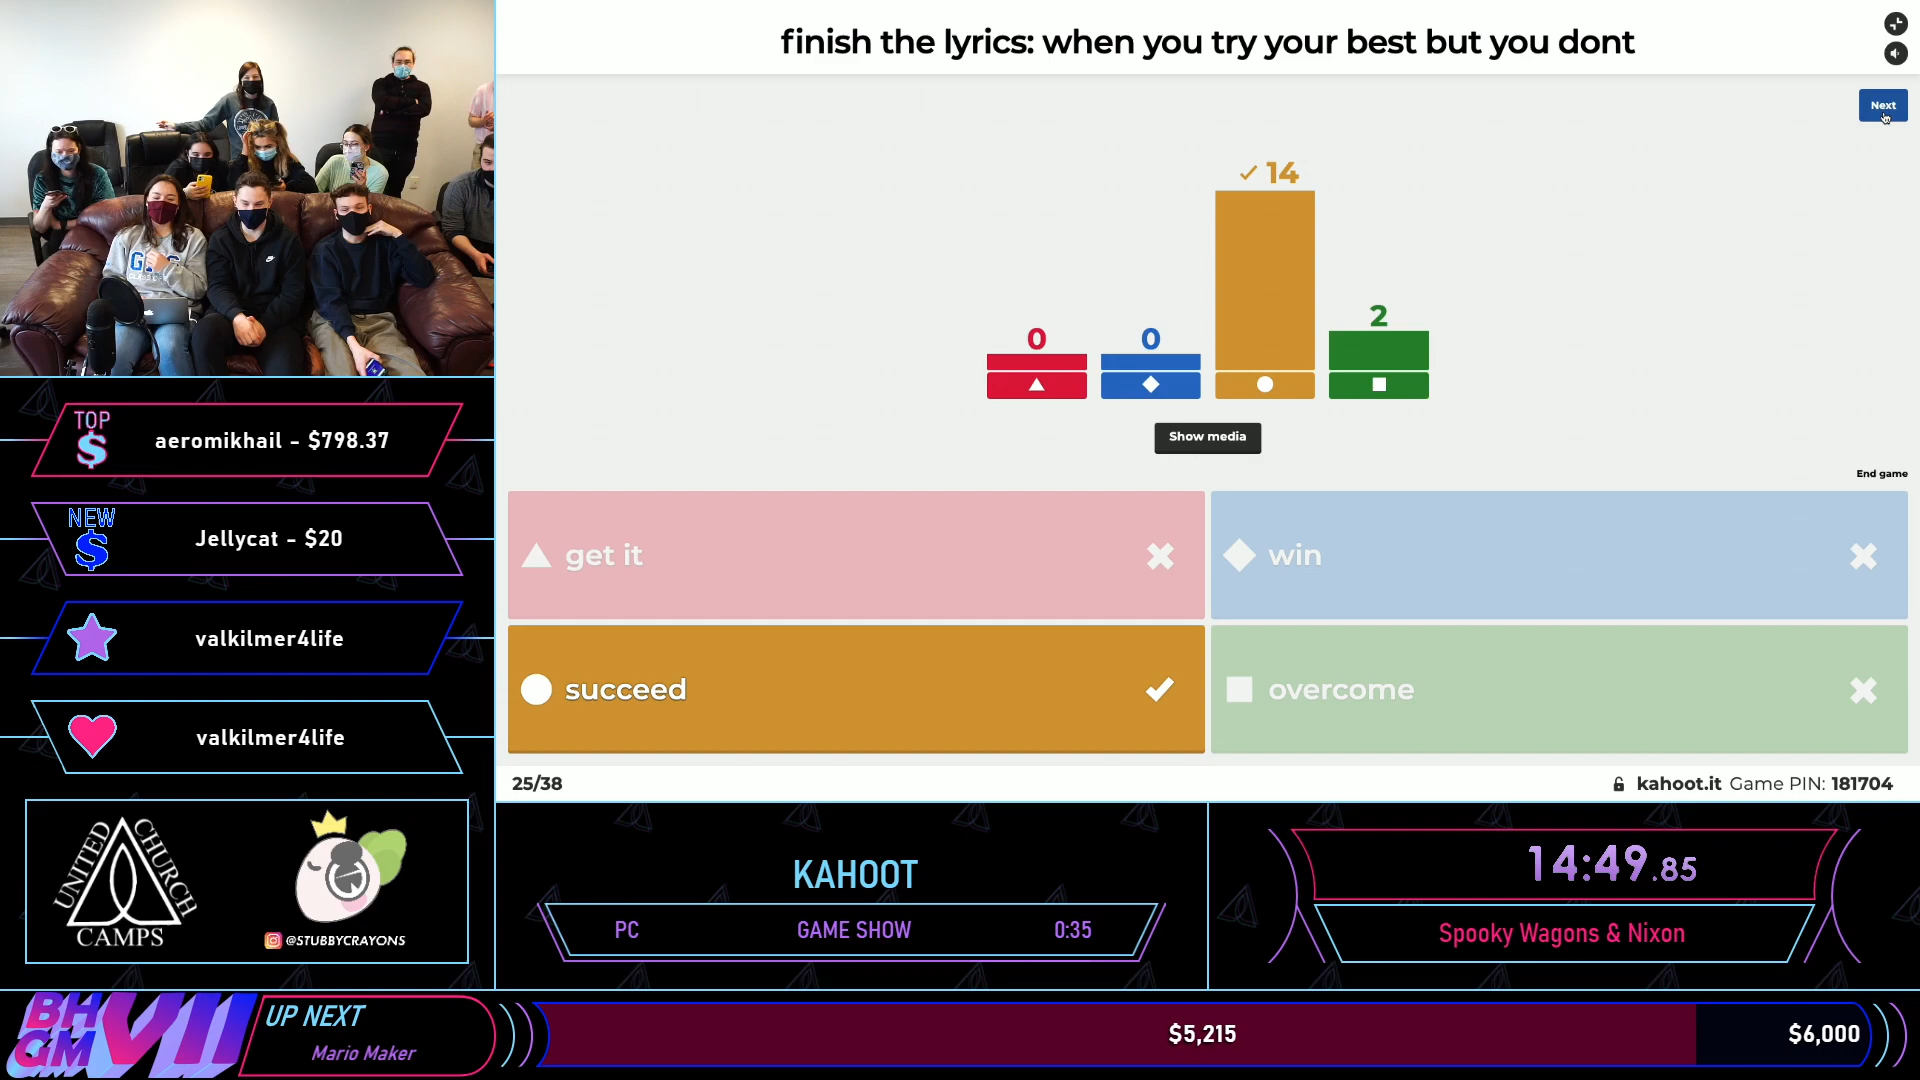 finish the lyrics: when you try your best but you dont
Next
0
0
14
2
Show media
End game
get it
win
succeed
overcome
25/38
kahoot.it Game PIN: 181704
TOP
$
aeromikhail - $798.37
NEW
$
Jellycat - $20
valkilmer4life
valkilmer4life
UNITED CHURCH
CAMPS
@STUBBYCRAYONS
KAHOOT
PC GAME SHOW 0:35
14:49.85
Spooky Wagons & Nixon
BH
GM VII
UP NEXT
Mario Maker
$5,215
$6,000